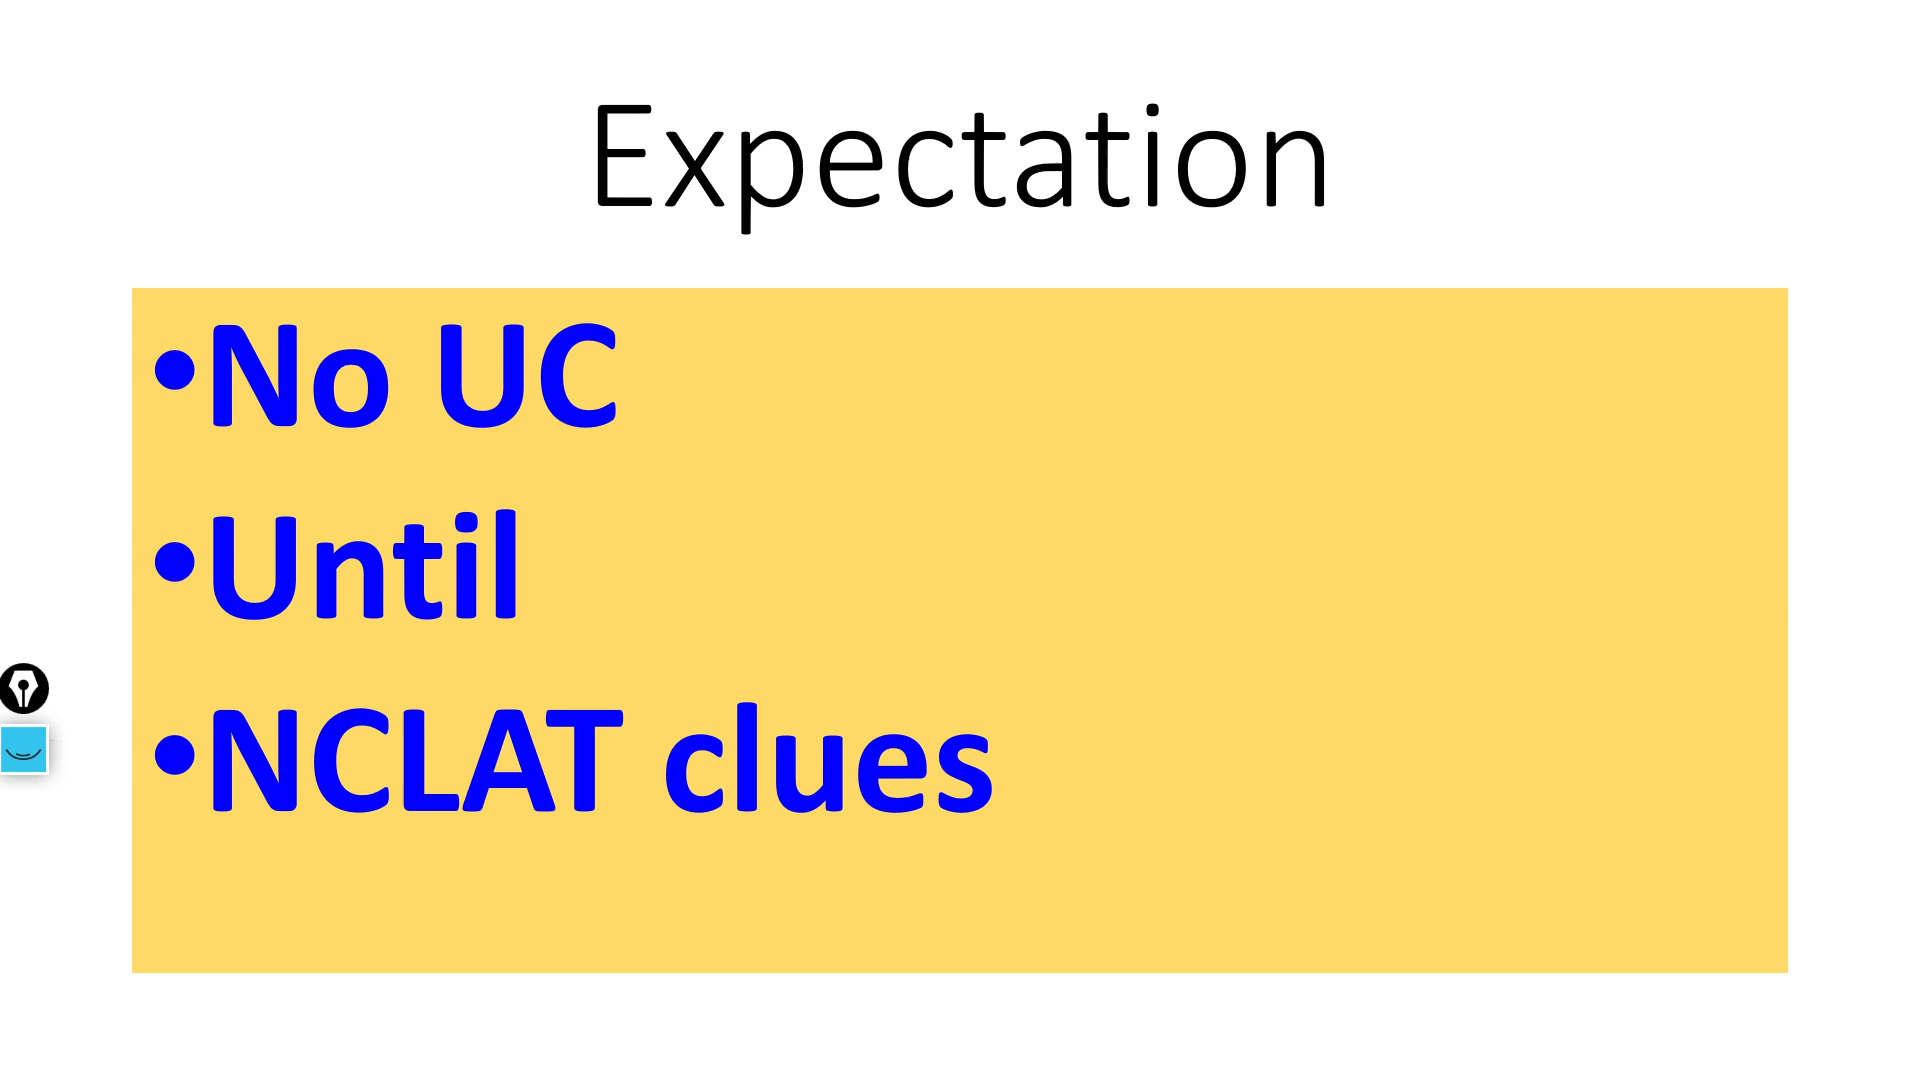 Expectation
•No UC
•Until
•NCLAT clues